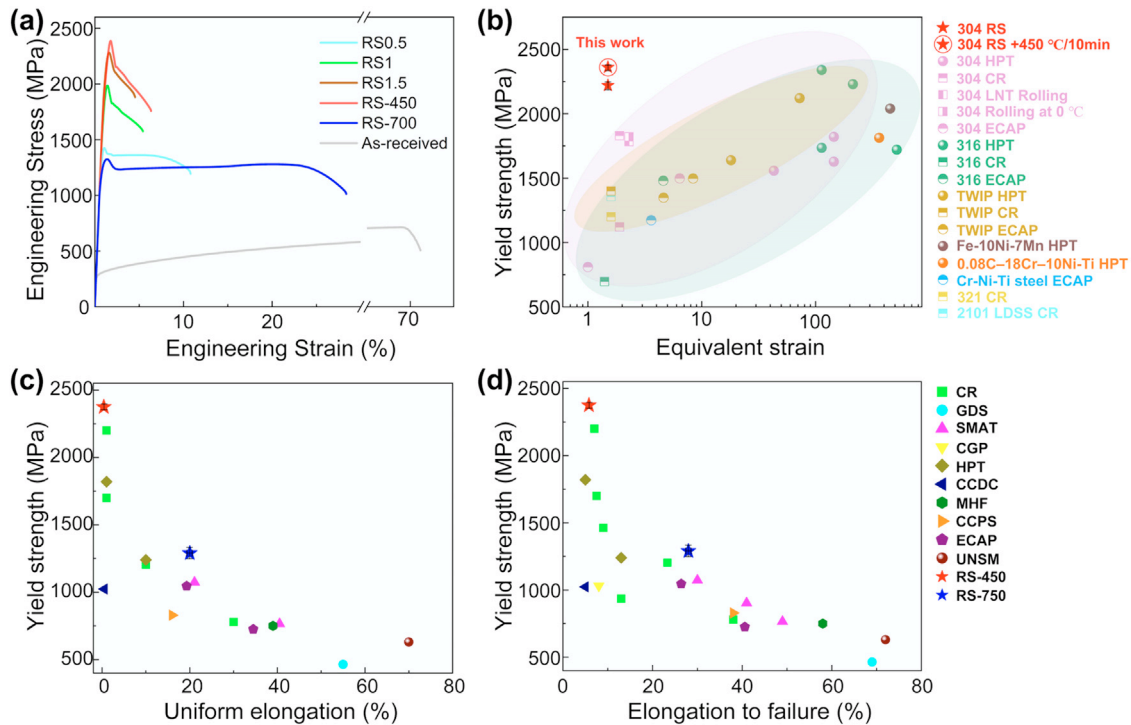 (a)
2500
2000
1500
1000
500
0
Engineering Stress (MPa)
RS0.5
RS1
RS1.5
RS-450
RS-700
As-received
10
20
70
Engineering Strain (%)
(b)
2500
2000
1500
1000
500
Yield strength (MPa)
This work
1
10
100
Equivalent strain
304 RS
304 RS +450 °C/10min
304 HPT
304 CR
304 LNT Rolling
304 Rolling at 0 °C
304 ECAP
316 HPT
316 CR
316 ECAP
TWIP HPT
TWIP CR
TWIP ECAP
Fe-10Ni-7Mn HPT
0.08C–18Cr–10Ni-Ti HPT
Cr-Ni-Ti steel ECAP
321 CR
2101 LDSS CR
(c)
2500
2000
1500
1000
500
Yield strength (MPa)
0
20
40
60
80
Uniform elongation (%)
(d)
2500
2000
1500
1000
500
Yield strength (MPa)
0
20
40
60
80
Elongation to failure (%)
CR
GDS
SMAT
CGP
HPT
CCDC
MHF
CCPS
ECAP
UNSM
RS-450
RS-750